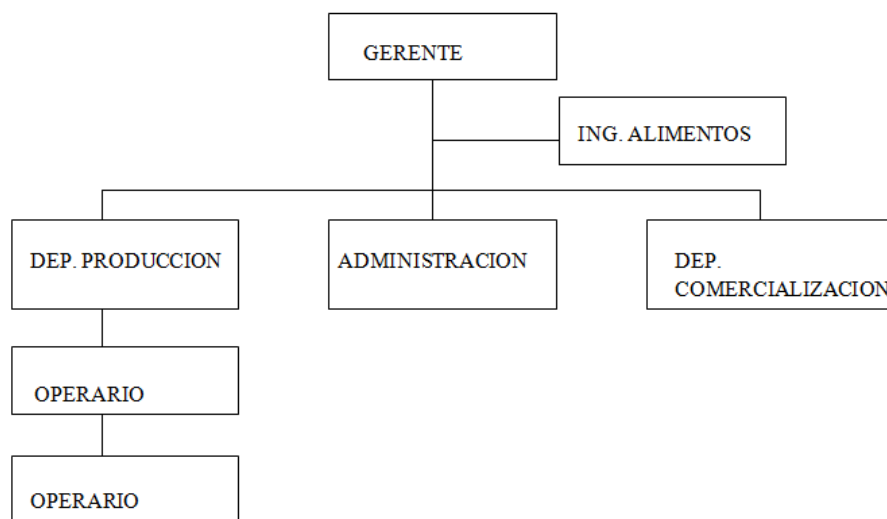 GERENTE
ING. ALIMENTOS
DEP. PRODUCCION
ADMINISTRACION
DEP.
COMERCIALIZACION
OPERARIO
OPERARIO